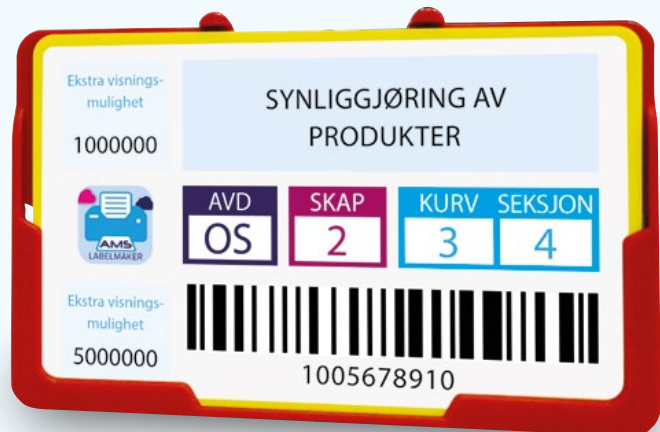 Ekstra visnings-
mulighet
1000000
SYNLIGGJØRING AV
PRODUKTER
AMS
LABELMAKER
AVD
OS
SKAP
2
KURV SEKSJON
3 4
Ekstra visnings-
mulighet
5000000
1005678910